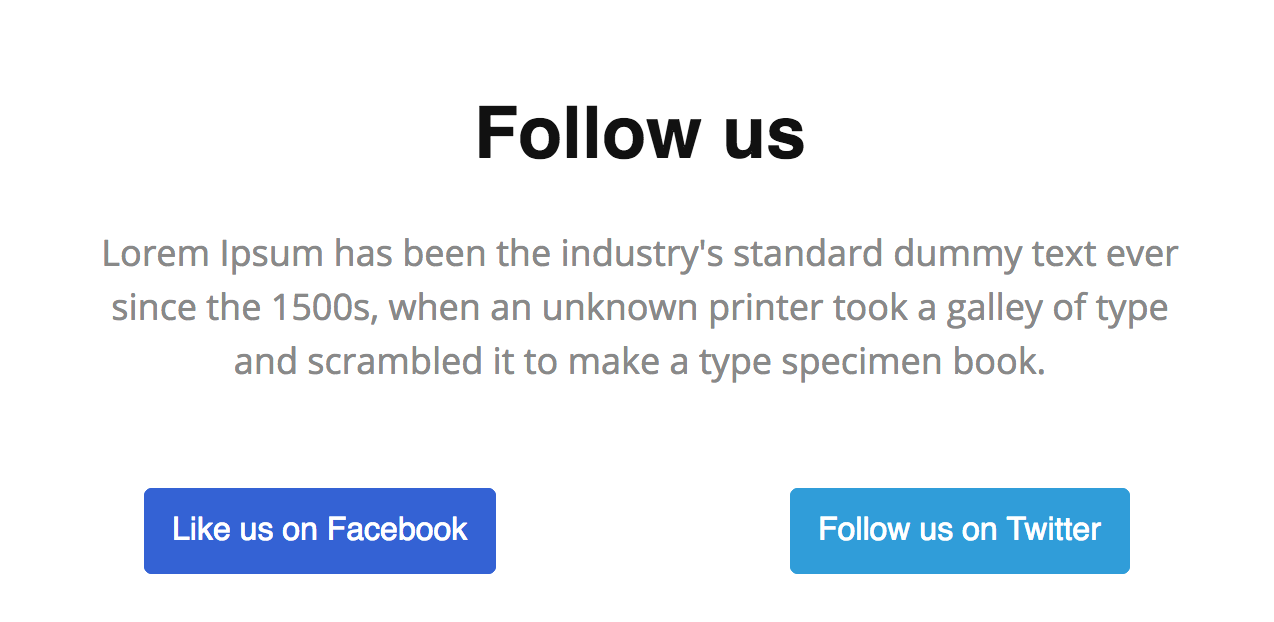 Follow us
Lorem Ipsum has been the industry's standard dummy text ever
since the 1500s, when an unknown printer took a galley of type
and scrambled it to make a type specimen book.
Like us on Facebook
Follow us on Twitter